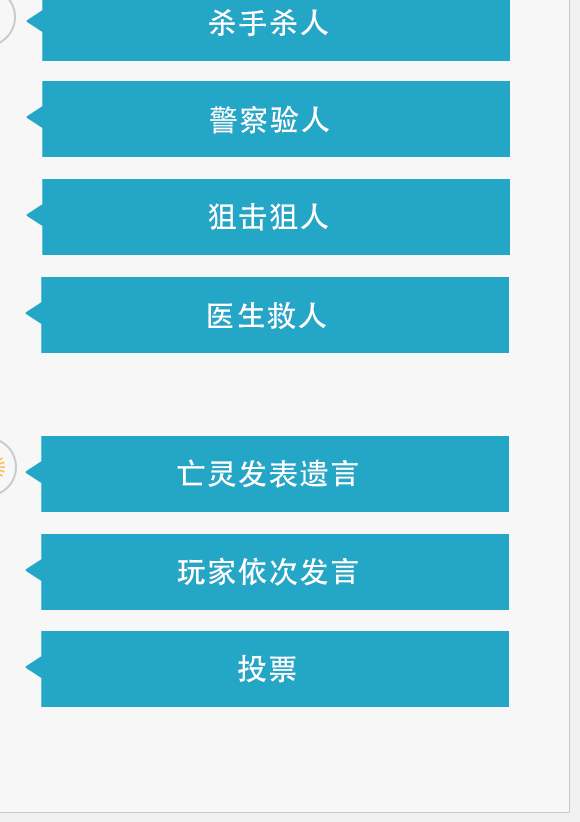 杀手杀人
警察验人
狙击狙人
医生救人
亡灵发表遗言
玩家依次发言
投票